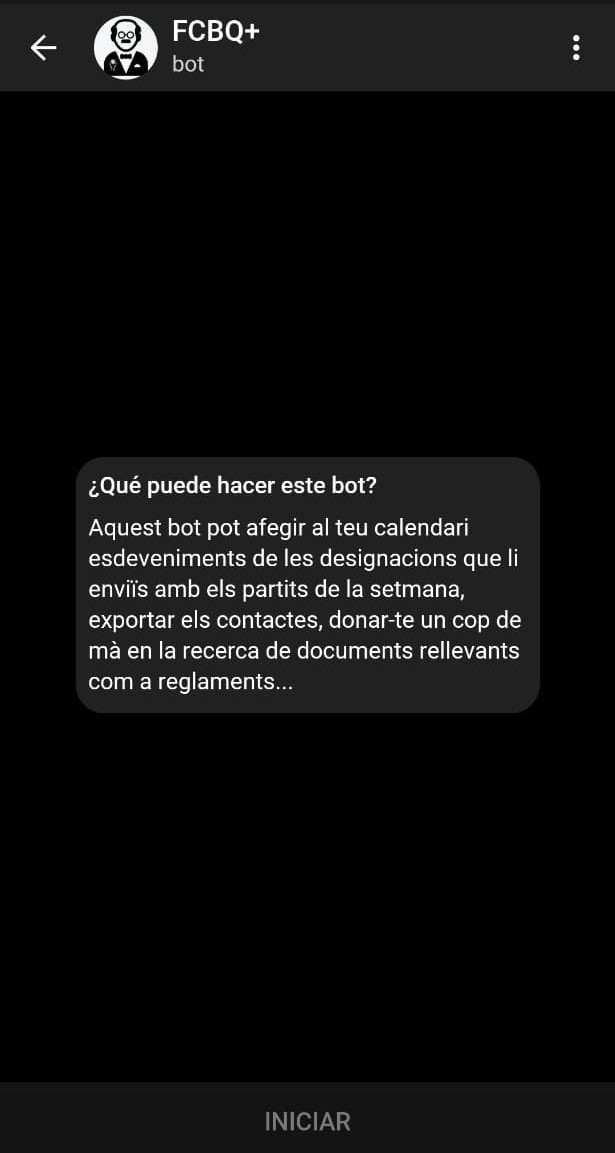 FCBQ+
bot
¿Qué puede hacer este bot?
Aquest bot pot afegir al teu calendari
esdeveniments de les designacions que li
enviïs amb els partits de la setmana,
exportar els contactes, donar-te un cop de
mà en la recerca de documents rellevants
com a reglaments...
INICIAR